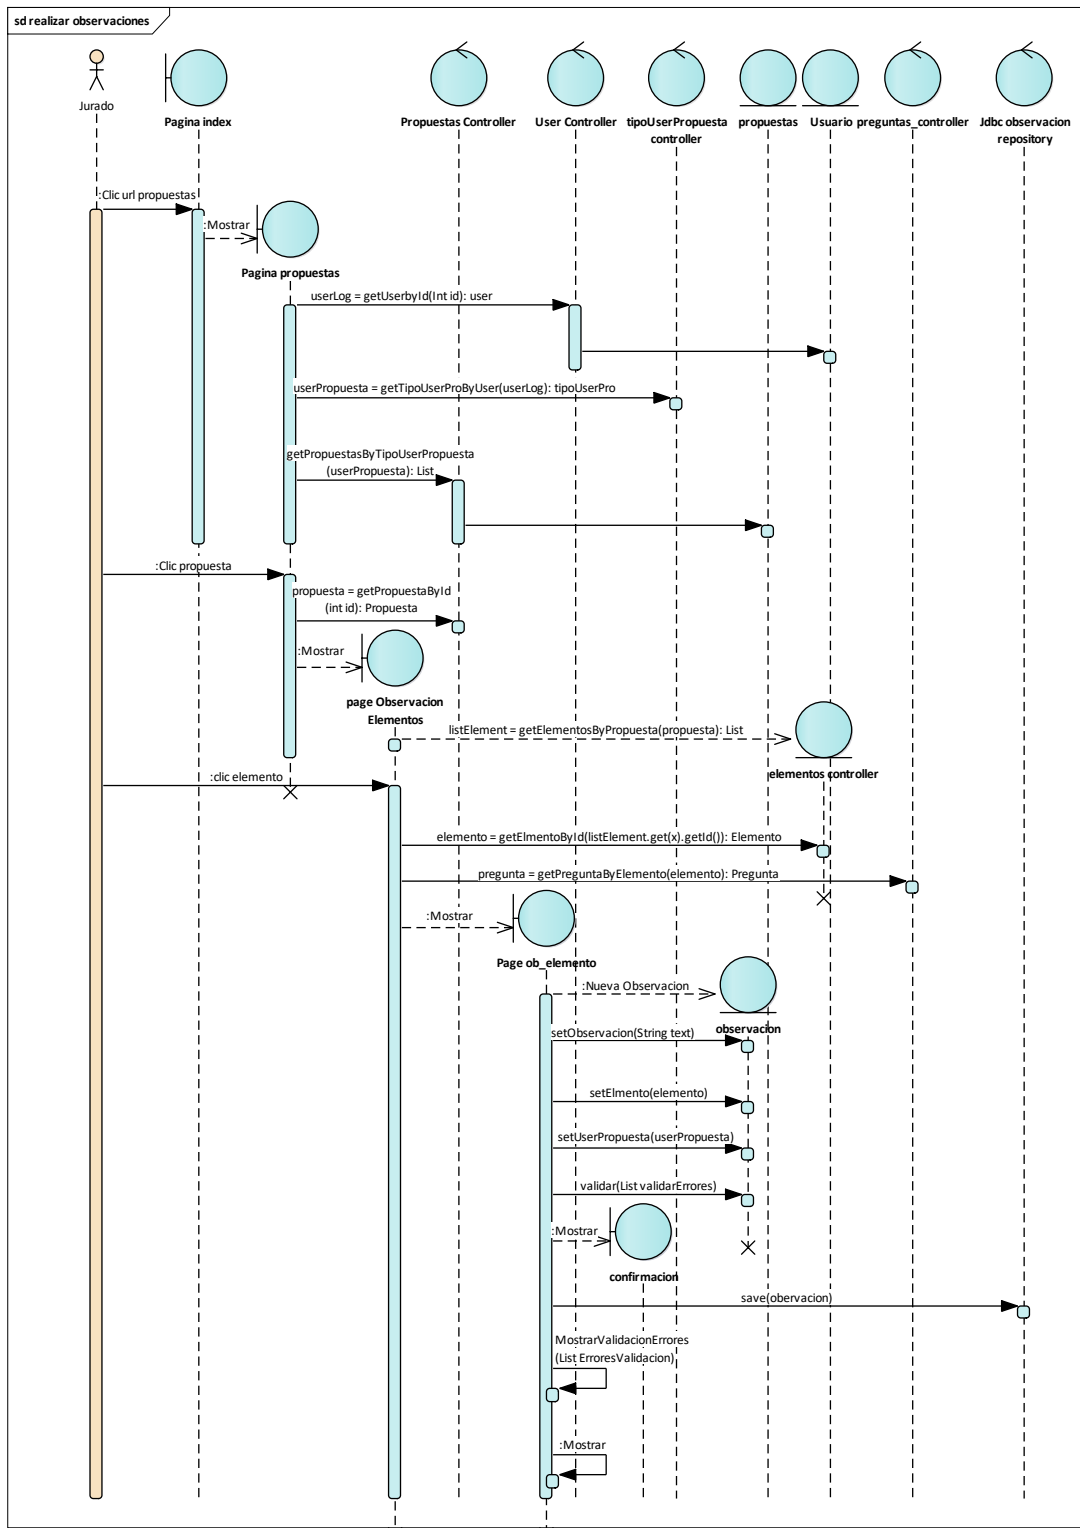 sd realizar observaciones
Jurado
Pagina index
Propuestas Controller
User Controller
tipoUserPropuesta
controller
propuestas
Usuario
preguntas_controller
Jdbc observacion
repository
:Clic url propuestas
:Mostrar
Pagina propuestas
userLog = getUserbyId(Int id): user
userPropuesta = getTipoUserProByUser(userLog): tipoUserPro
getPropuestasByTipoUserPropuesta
(userPropuesta): List
:Clic propuesta
propuesta = getPropuestaById
(int id): Propuesta
:Mostrar
page Observacion
Elementos
listElement = getElementosByPropuesta(propuesta): List
elementos controller
:clic elemento
elemento = getElmentoById(listElement.get(x).getId()): Elemento
pregunta = getPreguntaByElemento(elemento): Pregunta
:Mostrar
Page ob_elemento
:Nueva Observacion
observacion
setObservacion(String text)
setElmento(elemento)
setUserPropuesta(userPropuesta)
validar(List validarErrores)
:Mostrar
confirmacion
save(obervacion)
MostrarValidacionErrores
(List ErroresValidacion)
:Mostrar